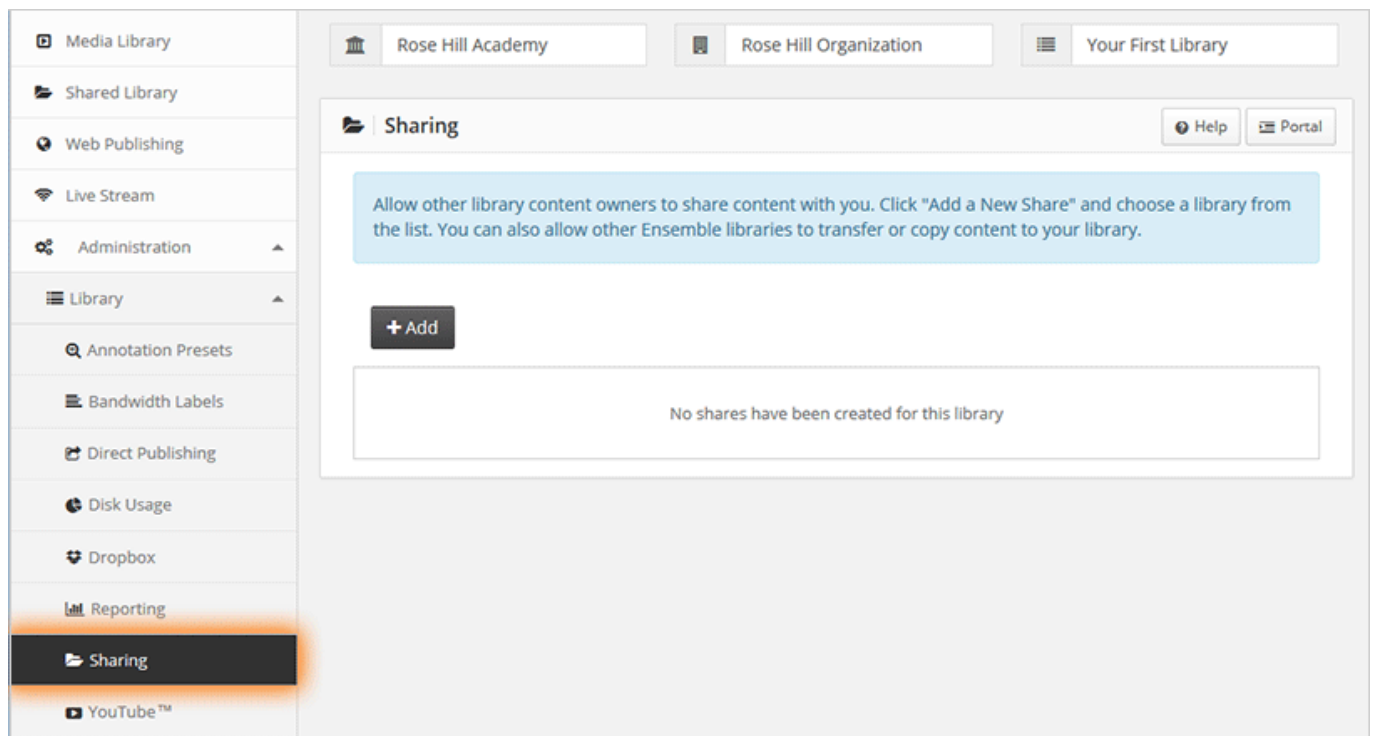 Media Library
Shared Library
Web Publishing
Live Stream
Administration
Library
Annotation Presets
Bandwidth Labels
Direct Publishing
Disk Usage
Dropbox
Reporting
Sharing
YouTube™
Rose Hill Academy
Rose Hill Organization
Your First Library
Sharing
Help
Portal
Allow other library content owners to share content with you. Click "Add a New Share" and choose a library from
the list. You can also allow other Ensemble libraries to transfer or copy content to your library.
+ Add
No shares have been created for this library